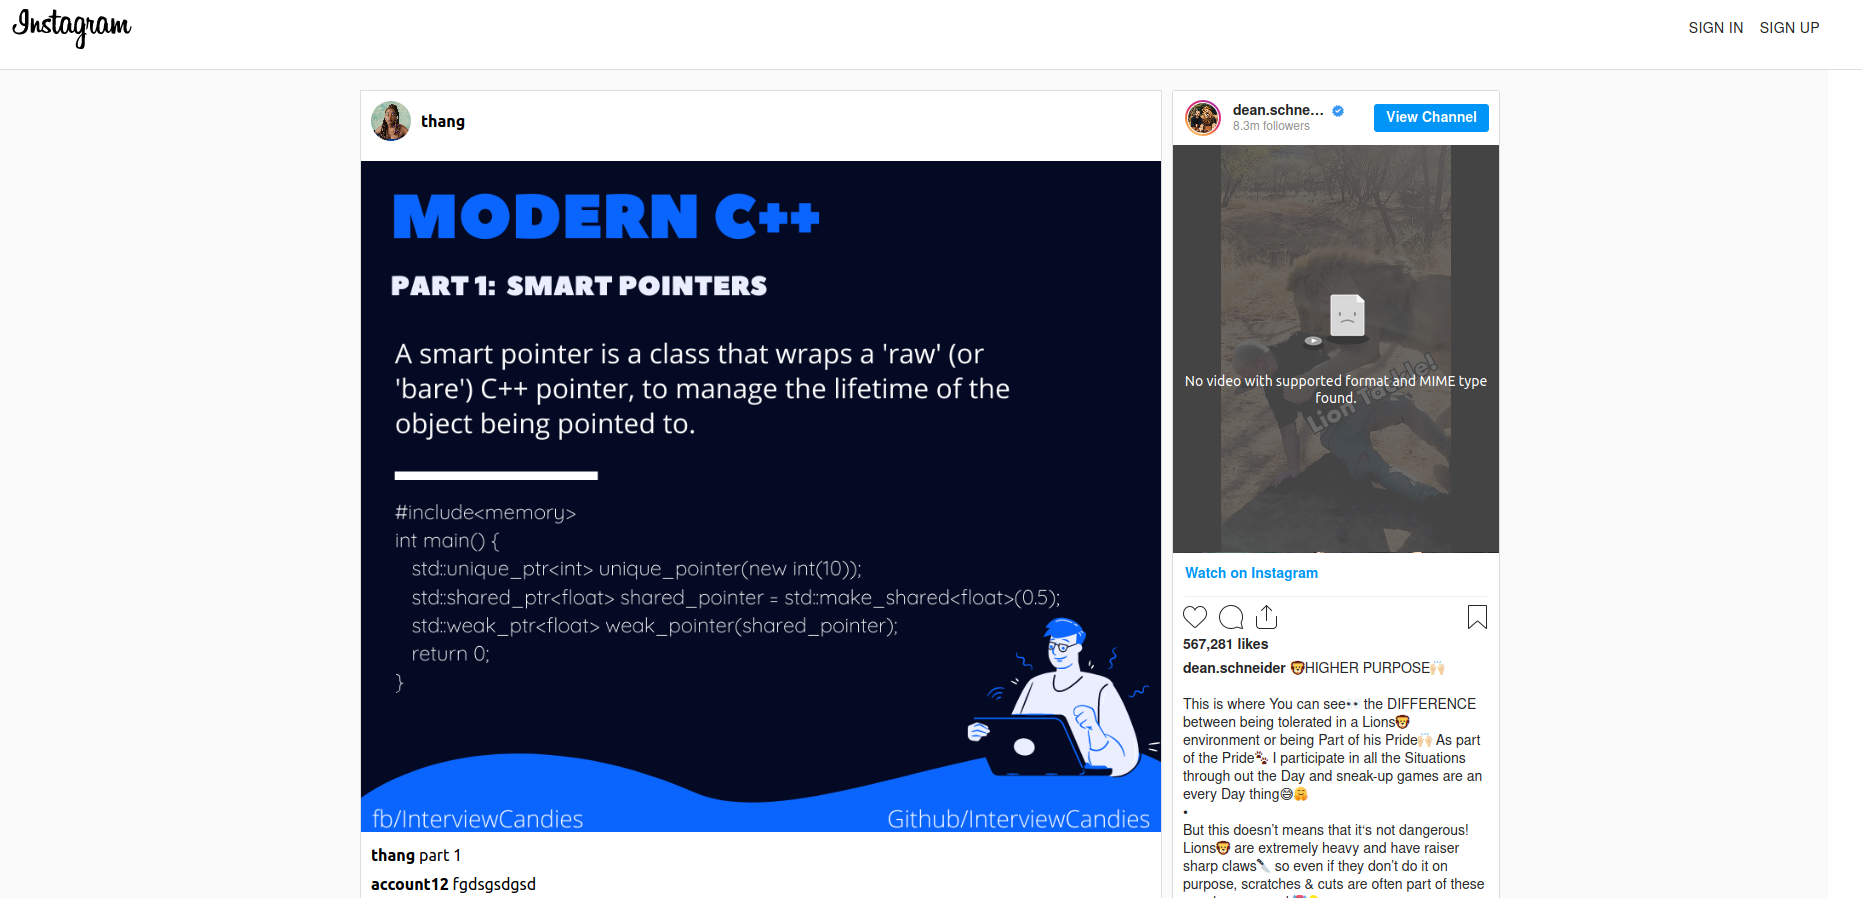 Instagram
SIGN IN SIGN UP
thang
MODERN C++
PART 1: SMART POINTERS
A smart pointer is a class that wraps a 'raw' (or
'bare') C++ pointer, to manage the lifetime of the
object being pointed to.
#include<memory>
int main() {
std::unique_ptr<int> unique_pointer(new int(10));
std::shared_ptr<float> shared_pointer = std::make_shared<float>(0.5);
std::weak_ptr<float> weak_pointer(shared_pointer);
return 0;
}
fb/InterviewCandies
Github/InterviewCandies
thang part 1
account12 fgdsgsdgsd
dean.schne...
8.3m followers
View Channel
Lion Tackle!
No video with supported format and MIME type
found.
Watch on Instagram
567,281 likes
dean.schneider 🦁HIGHER PURPOSE🙌🏻
This is where You can see👀 the DIFFERENCE
between being tolerated in a Lions🦁
environment or being Part of his Pride🙌🏻 As part
of the Pride🐾 I participate in all the Situations
through out the Day and sneak-up games are an
every Day thing😅🤗
•
But this doesn't means that it's not dangerous!
Lions🦁 are extremely heavy and have raiser
sharp claws🔪 so even if they don't do it on
purpose, scratches & cuts are often part of these